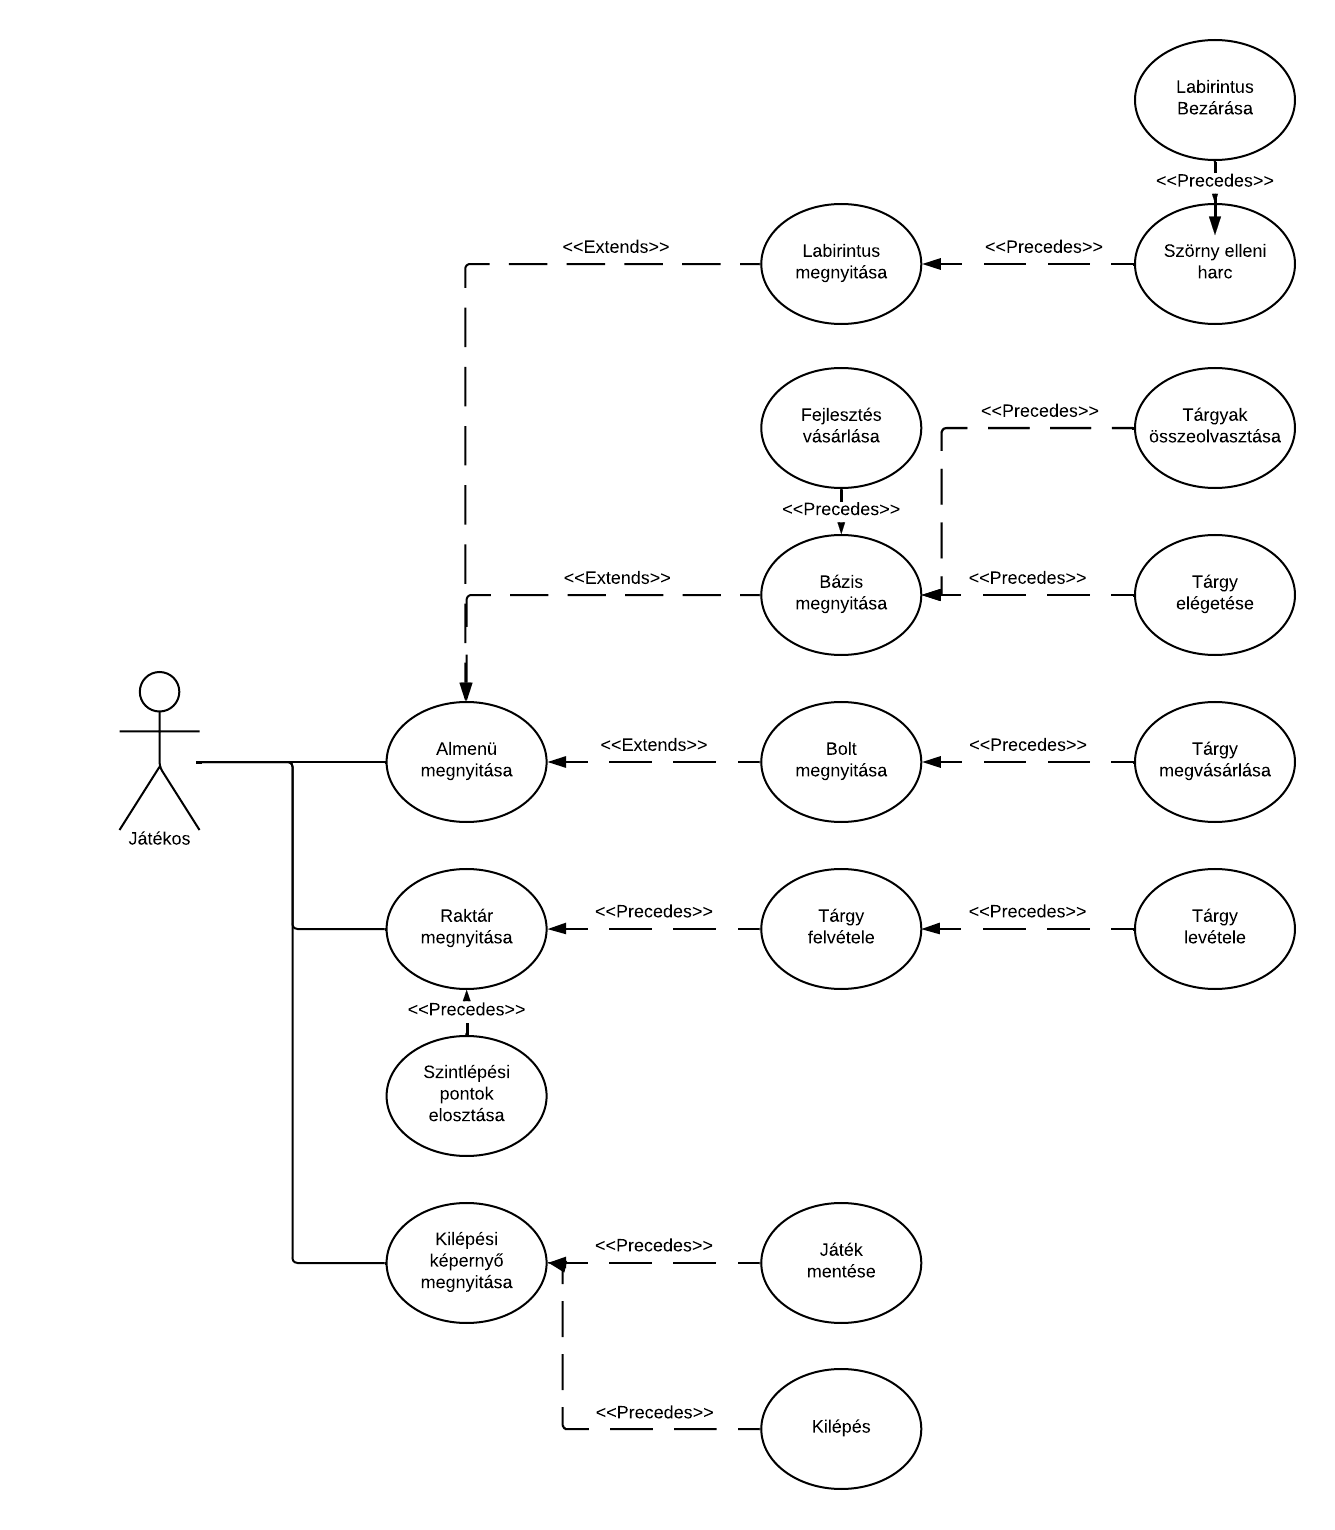 Labirintus
Bezárása
<<Precedes>>
<<Extends>>
Labirintus
megnyitása
<<Precedes>>
Szörny elleni
harc
Fejlesztés
vásárlása
<<Precedes>>
Tárgyak
összeolvasztása
<<Precedes>>
<<Extends>>
Bázis
megnyitása
<<Precedes>>
Tárgy
elégetése
Játékos
Almenü
megnyitása
<<Extends>>
Bolt
megnyitása
<<Precedes>>
Tárgy
megvásárlása
Raktár
megnyitása
<<Precedes>>
Tárgy
felvétele
<<Precedes>>
Tárgy
levétele
<<Precedes>>
Szintlépési
pontok
elosztása
Kilépési
képernyő
megnyitása
<<Precedes>>
Játék
mentése
<<Precedes>>
Kilépés